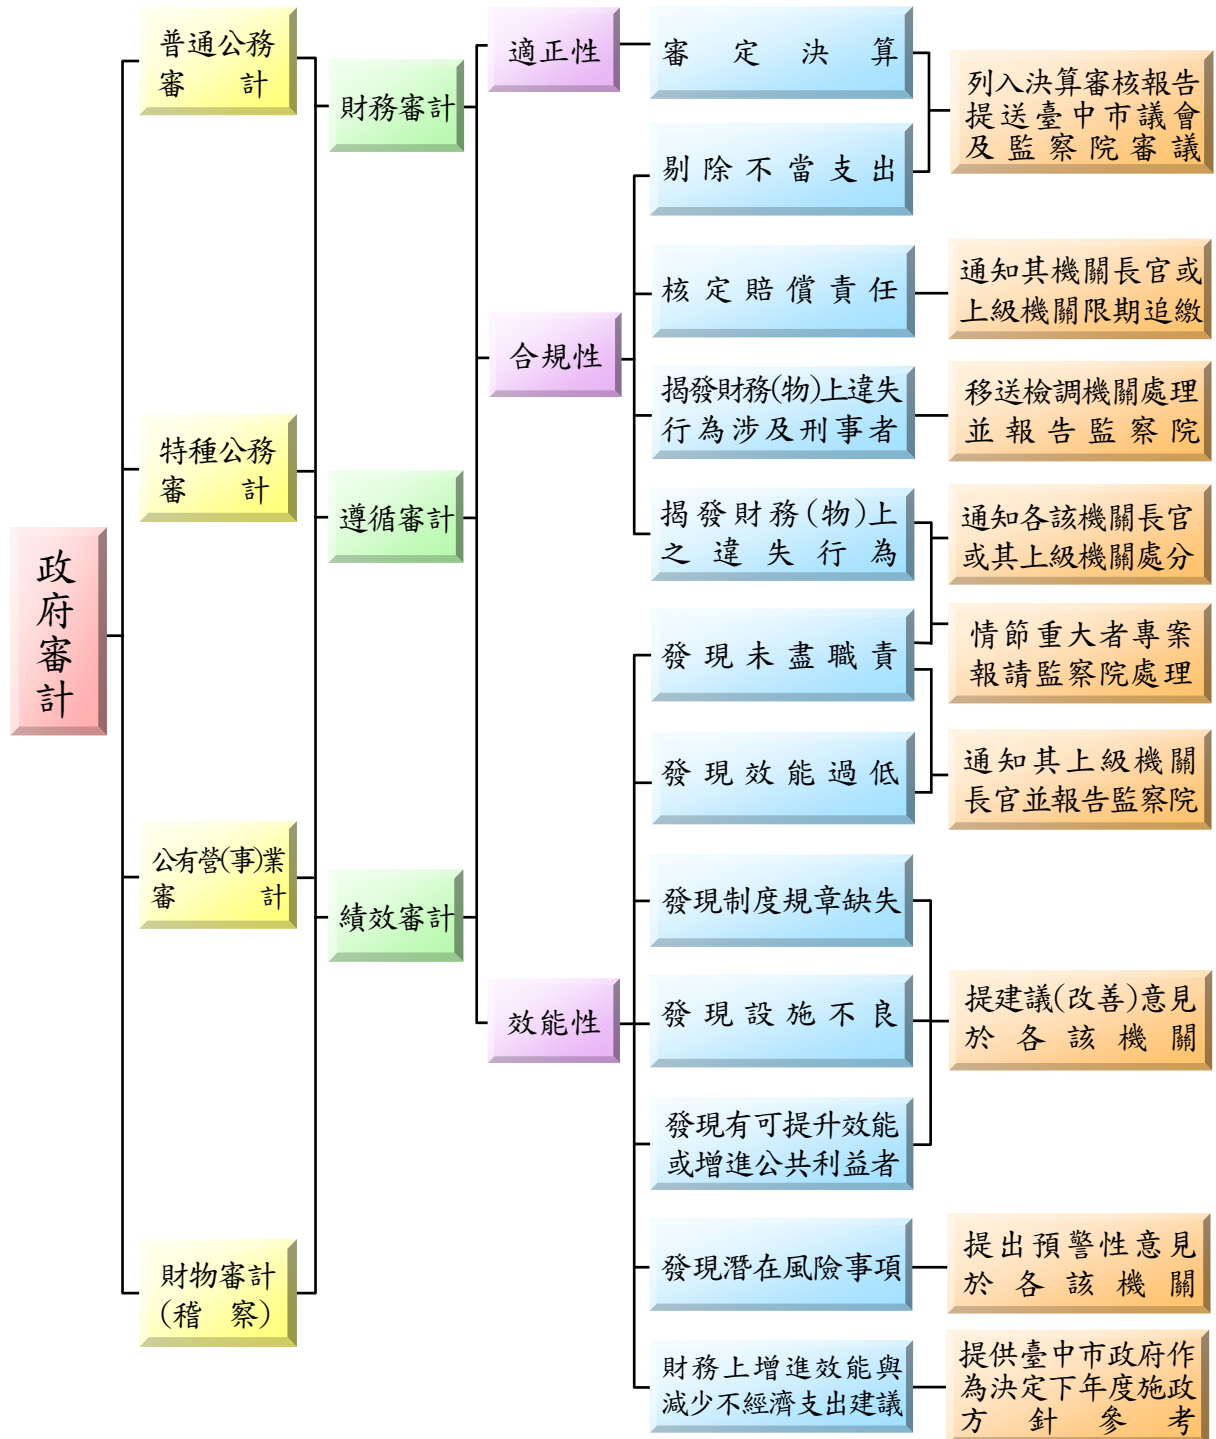 政
府
審
計
普通公務
審計
特種公務
審計
公有營(事)業
審計
財物審計
(稽察)
財務審計
遵循審計
績效審計
適正性
合規性
效能性
審定決算
剔除不當支出
核定賠償責任
揭發財務(物)上違失
行為涉及刑事者
揭發財務(物)上
之違失行為
發現未盡職責
發現效能過低
發現制度規章缺失
發現設施不良
發現有可提升效能
或增進公共利益者
發現潛在風險事項
財務上增進效能與
減少不經濟支出建議
列入決算審核報告
提送臺中市議會
及監察院審議
通知其機關長官或
上級機關限期追繳
移送檢調機關處理
並報告監察院
通知各該機關長官
或其上級機關處分
情節重大者專案
報請監察院處理
通知其上級機關
長官並報告監察院
提建議(改善)意見
於各該機關
提出預警性意見
於各該機關
提供臺中市政府作
為決定下年度施政
方針參考